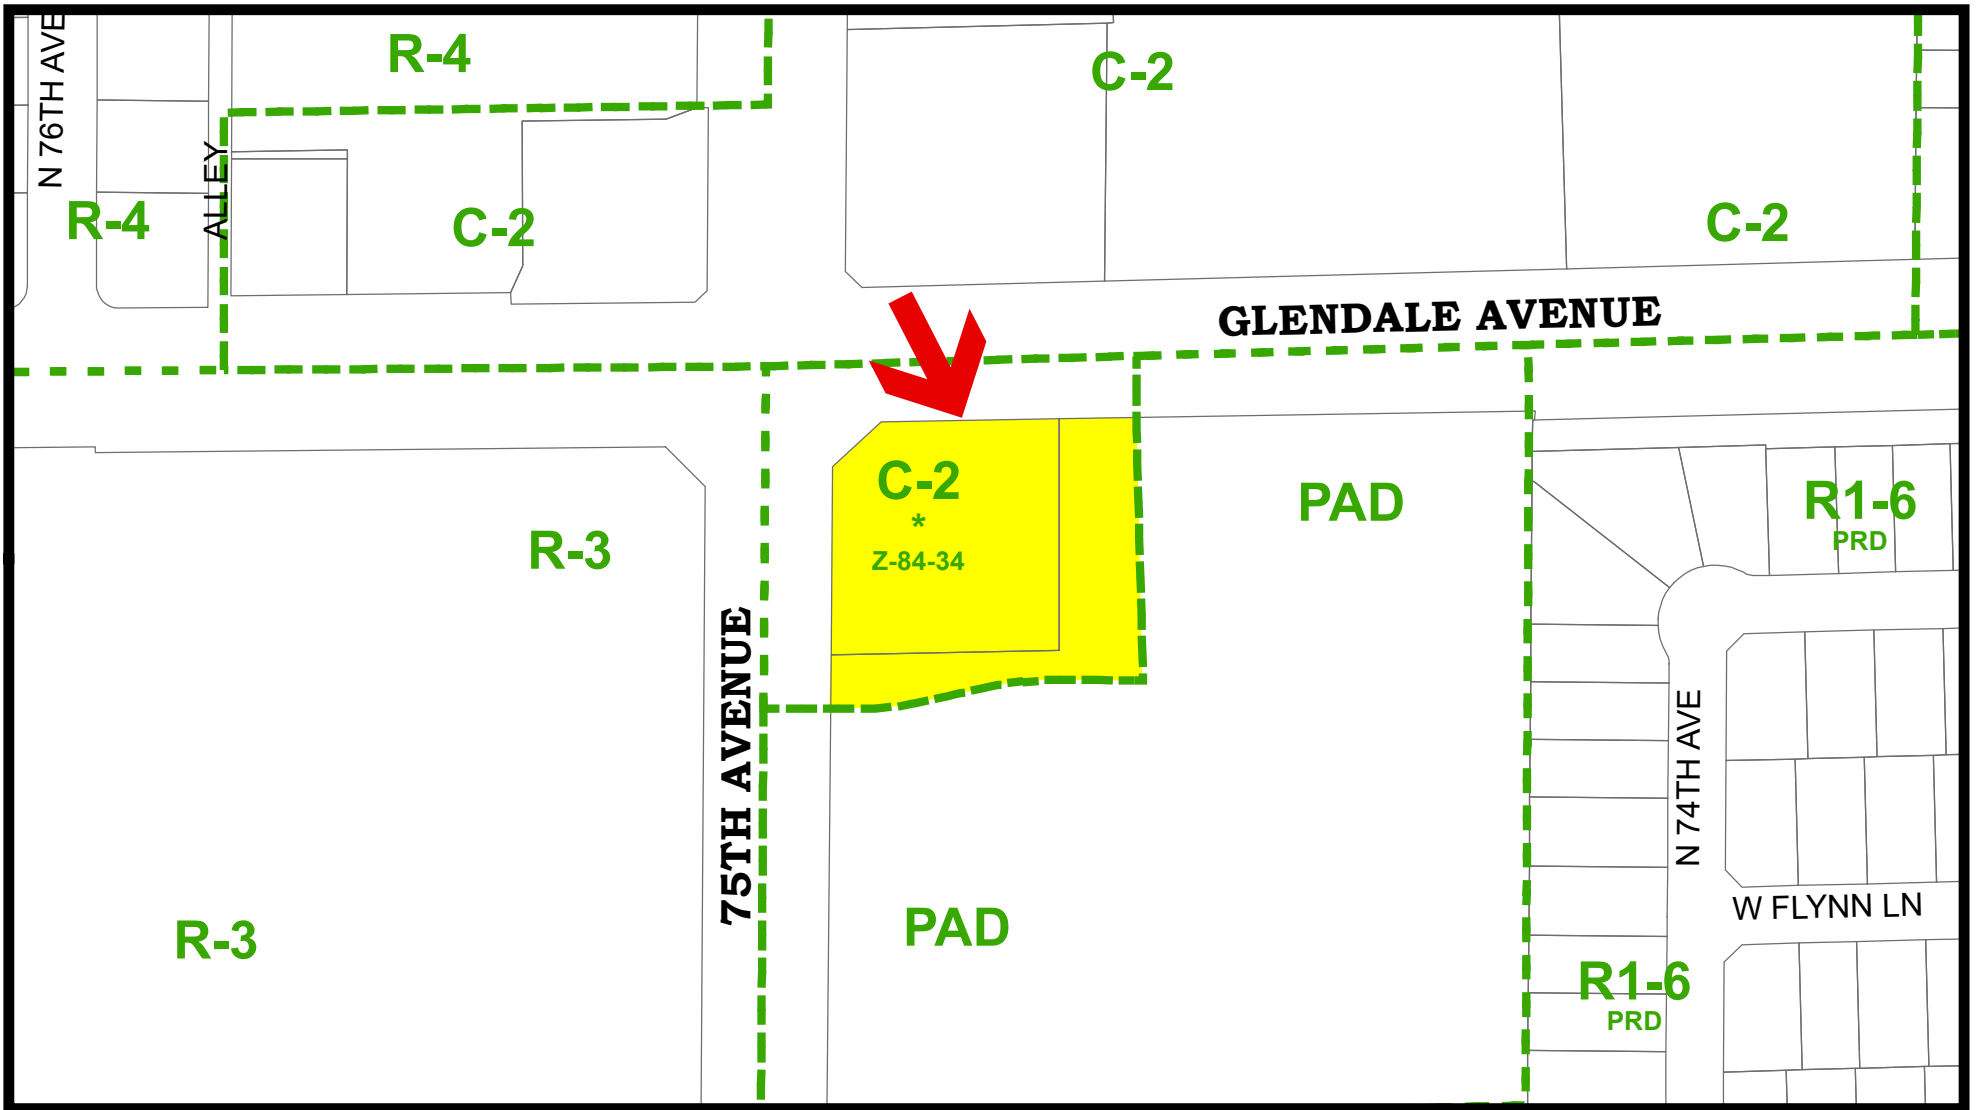 N 76TH AVE
R-4
C-2
ALLEY
R-4
C-2
C-2
GLENDALE AVENUE
C-2
*
Z-84-34
PAD
R1-6
PRD
R-3
75TH AVENUE
N 74TH AVE
W FLYNN LN
R-3
PAD
R1-6
PRD